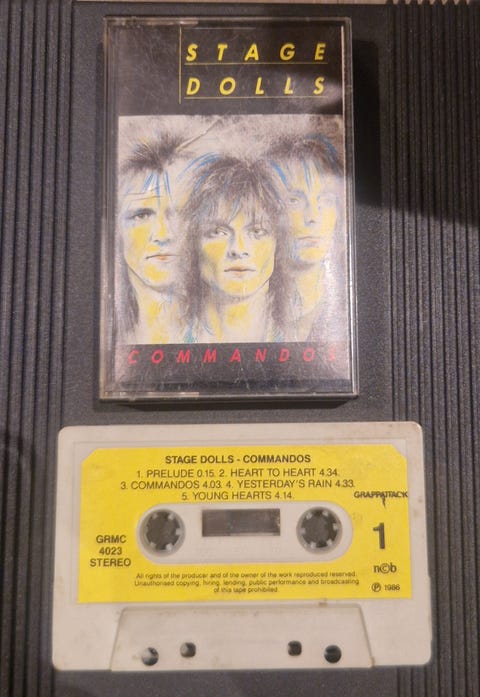 STAGE
DOLLS
COMMANDOS
STAGE DOLLS - COMMANDOS
1. PRELUDE 0.15. 2. HEART TO HEART 4.34.
3. COMMANDOS 4.03. 4. YESTERDAY'S RAIN 4.33.
5. YOUNG HEARTS 4.14.
GRAPPATTACK
GRMC
4023
STEREO
1
n©b
All rights of the producer and of the owner of the work reproduced reserved.
Unauthorised copying, hiring, lending, public performance and broadcasting
of this tape prohibited.
℗ 1986